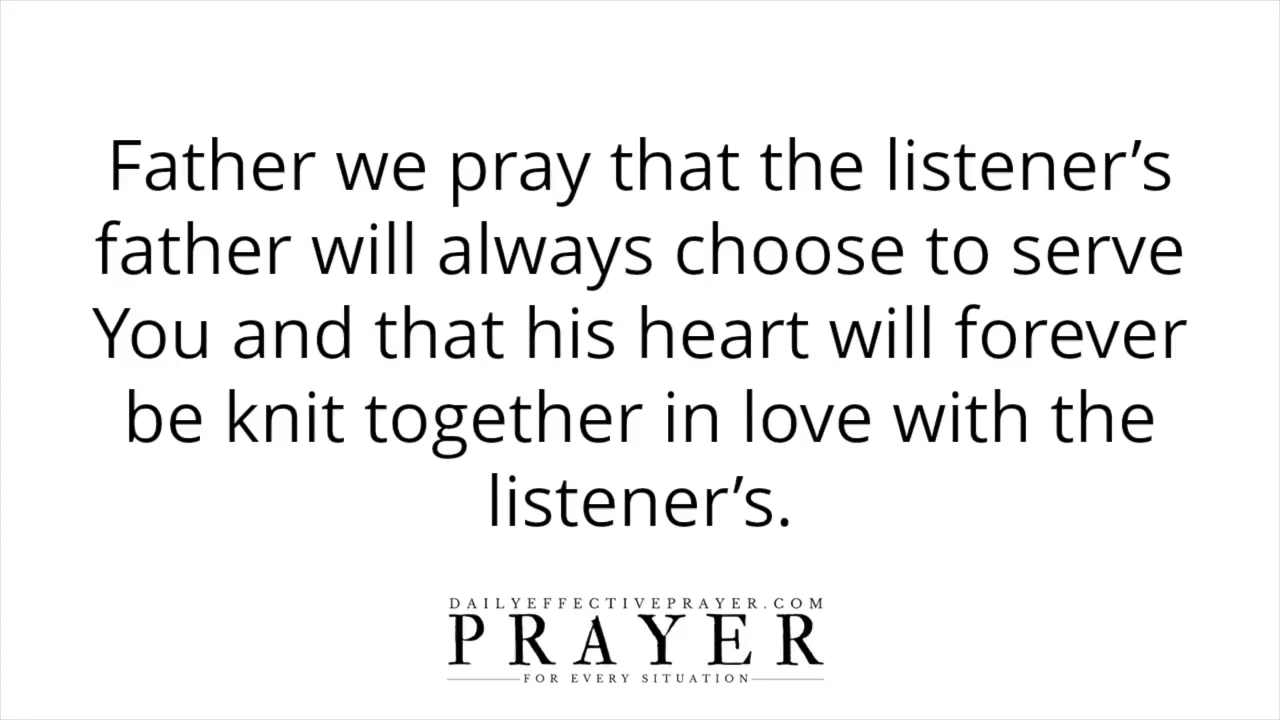 Father we pray that the listener’s
father will always choose to serve
You and that his heart will forever
be knit together in love with the
listener’s.
DAILYEFFECTIVEPRAYER.COM
PRAYER
FOR EVERY SITUATION